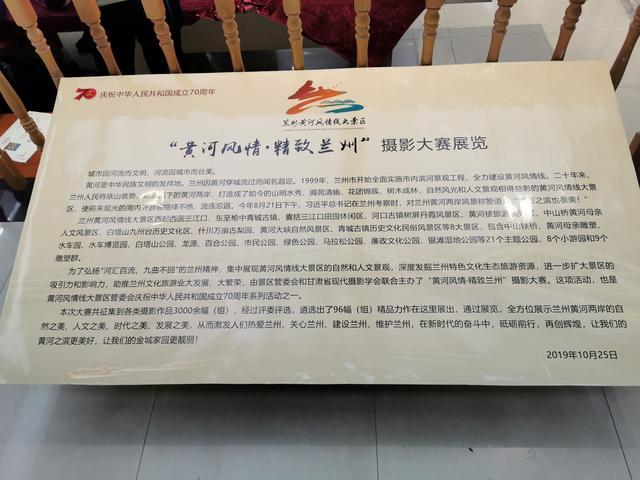 70 庆祝中华人民共和国成立70周年
兰州黄河风情线大景区
“黄河风情·精致兰州”摄影大赛展览
城市因河流而文明，河流因城市而壮美。
黄河是中华民族文明的发祥地，兰州因黄河穿城流过而闻名遐迩。1999年，兰州市开始全面实施市内滨河景观工程，全力建设黄河风情线。二十年来，
兰州人民将依山就势、下的黄河两岸，打造成了如今的山明水秀、阆苑清幽、花团锦簇、树木成林，自然风光和人文景观相得益彰的黄河风情线大景
区，使前来观光的海内外游客络绎不绝、流连忘返。今年8月21日下午，习近平总书记在兰州考察时，对兰州黄河两岸风景称赞道之滨也很美!”
兰州黄河风情线大景区西起西固三江口、东至榆中青城古镇，囊括三江口田园休闲区、河口古镇树屏丹霞风景区、黄河楼旅游、中山桥黄河母亲
人文风景区、白塔山九州台历史文化区、什川万亩古梨园、黄河大峡自然风景区、青城古镇历史文化民俗风景区等8大景区，包含中山铁桥、黄河母亲雕塑、
水车园、水车博览园、白塔山公园、龙源、百合公园、市民公园、绿色公园、马拉松公园、廉政文化公园、银滩湿地公园等21个主题公园、8个小游园和9个
雕塑群。
为了弘扬“河汇百流、九曲不回”的兰州精神，集中展现黄河风情线大景区的自然和人文景观，深度发掘兰州特色文化生态旅游资源，进一步扩大景区的
吸引力和影响力，助推兰州文化旅游业大发展、大繁荣，由景区管委会和甘肃省现代摄影学会联合主办了“黄河风情·精致兰州”摄影大赛。这项活动，也是
黄河风情线大景区管委会庆祝中华人民共和国成立70周年系列活动之一。
本次大赛共征集到各类摄影作品3000余幅（组），经过评委评选，遴选出了96幅（组）精品力作在这里展出，通过展览，全方位展示兰州黄河两岸的自然
之美、人文之美、时代之美、发展之美，从而激发人们热爱兰州、关心兰州、建设兰州、维护兰州，在新时代的奋斗中，砥砺前行，再创辉煌，让我们的
黄河之滨更美好，让我们的金城家园更靓丽！
2019年10月25日